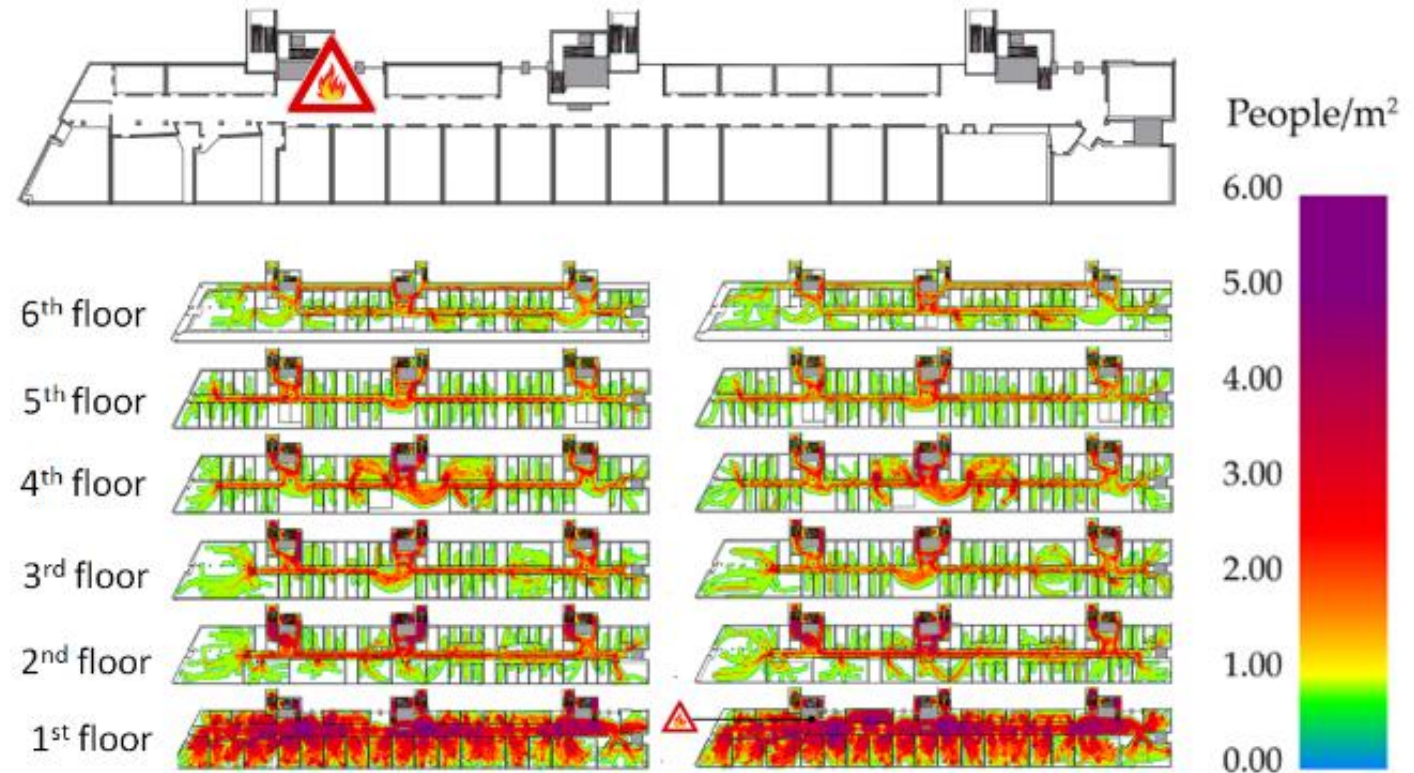 People/m²
6.00
5.00
4.00
3.00
2.00
1.00
0.00
6th floor
5th floor
4th floor
3rd floor
2nd floor
1st floor